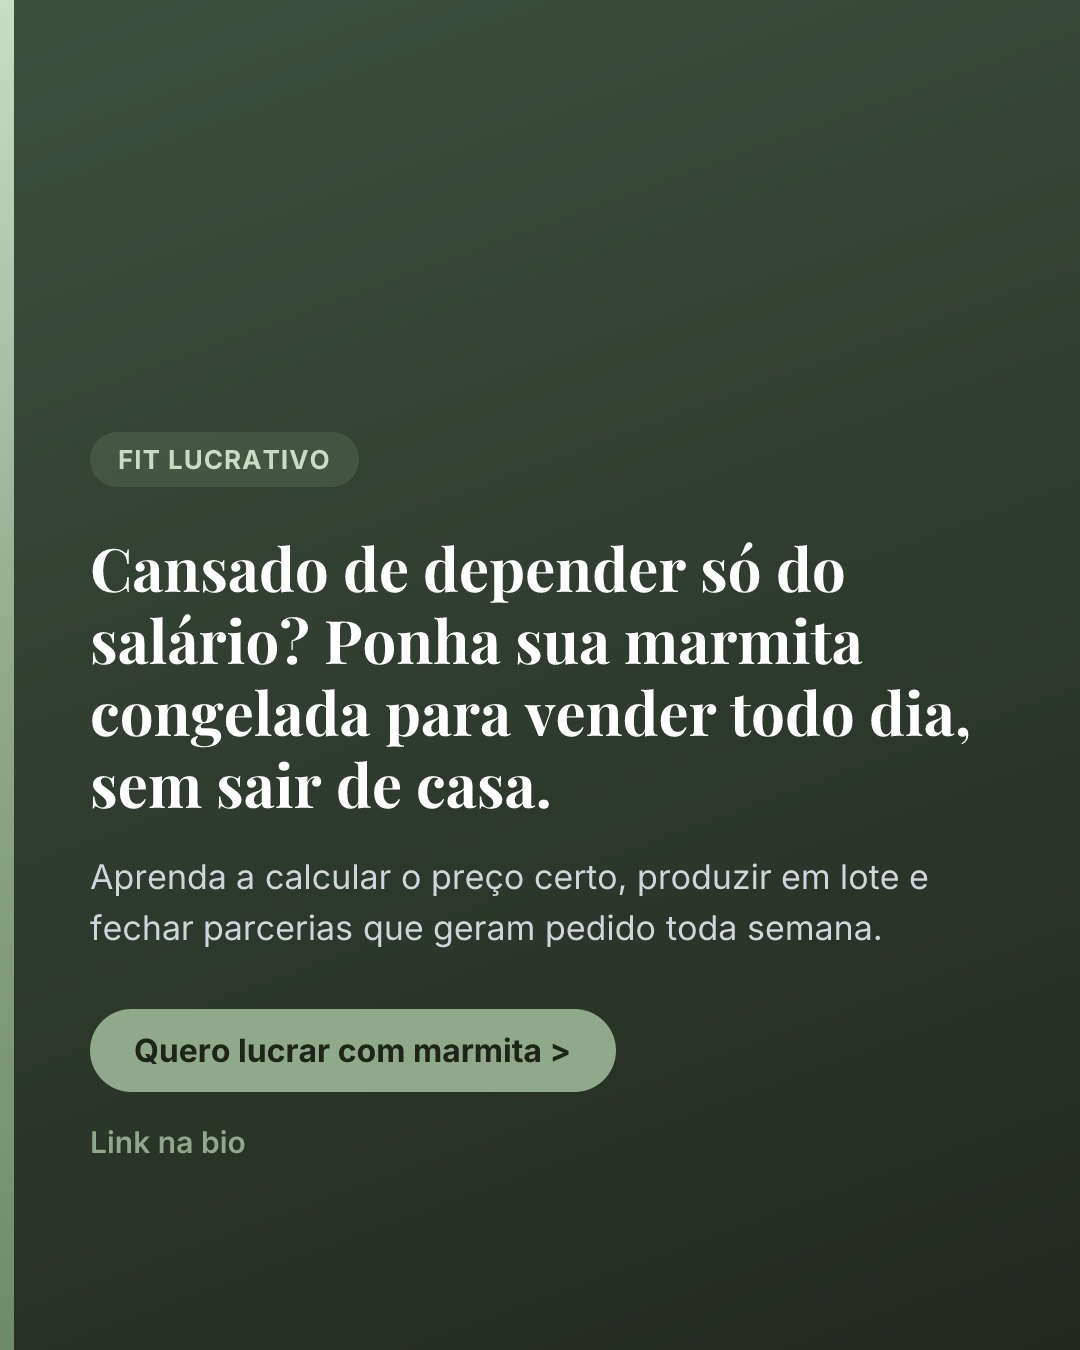 FIT LUCRATIVO
Cansado de depender só do
salário? Ponha sua marmita
congelada para vender todo dia,
sem sair de casa.
Aprenda a calcular o preço certo, produzir em lote e
fechar parcerias que geram pedido toda semana.
Quero lucrar com marmita >
Link na bio